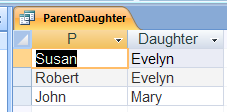 ParentDaughter
P Daughter
Susan Evelyn
Robert Evelyn
John Mary